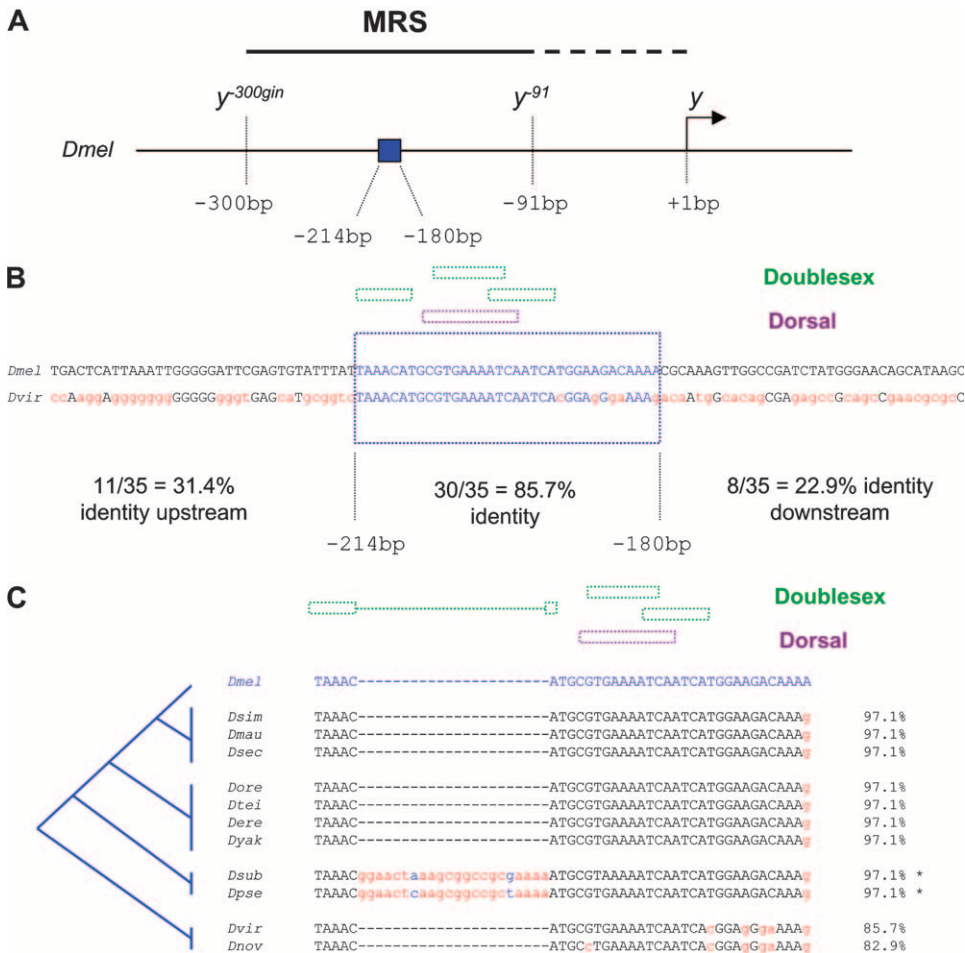 A
MRS
y-300gin
y-91
y
Dmel
-300bp
-91bp
+1bp
-214bp
-180bp
B
Doublesex
Dorsal
Dmel TGACTCATTAAATTGGGGGATTCGAGTGTATTTATTAAACATGCGTGAAAATCAATCATGGAAGACAAAACGCAAAGTTGGCCGATCTATGGGAACAGCATAAGC
Dvir ccAaggAgggggggGGGGGgggtGAGcaTgcggtcTAAACATGCGTGAAAATCAATCAcGGAgGgaAAAgacaAtgGcacagCGAgagccGcagcCgaacgcgcC
11/35 = 31.4%
identity upstream
30/35 = 85.7%
identity
8/35 = 22.9% identity
downstream
-214bp
-180bp
C
Doublesex
Dorsal
Dmel TAAAC----------------------ATGCGTGAAAATCAATCATGGAAGACAAAA
Dsim TAAAC----------------------ATGCGTGAAAATCAATCATGGAAGACAAAg 97.1%
Dmau TAAAC----------------------ATGCGTGAAAATCAATCATGGAAGACAAAg 97.1%
Dsec TAAAC----------------------ATGCGTGAAAATCAATCATGGAAGACAAAg 97.1%
Dore TAAAC----------------------ATGCGTGAAAATCAATCATGGAAGACAAAg 97.1%
Dtei TAAAC----------------------ATGCGTGAAAATCAATCATGGAAGACAAAg 97.1%
Dere TAAAC----------------------ATGCGTGAAAATCAATCATGGAAGACAAAg 97.1%
Dyak TAAAC----------------------ATGCGTGAAAATCAATCATGGAAGACAAAg 97.1%
Dsub TAAACggaactaaagcggccgcgaaaaATGCGTAAAATCAATCATGGAAGACAAAg 97.1% *
Dpse TAAACggaactcaagcggccgctaaaaATGCGTGAAAATCAATCATGGAAGACAAAg 97.1% *
Dvir TAAAC----------------------ATGCGTGAAAATCAATCAcGGAgGgaAAAg 85.7%
Dnov TAAAC----------------------ATGCcTGAAAATCAATCAcGGAgGgaAAAg 82.9%